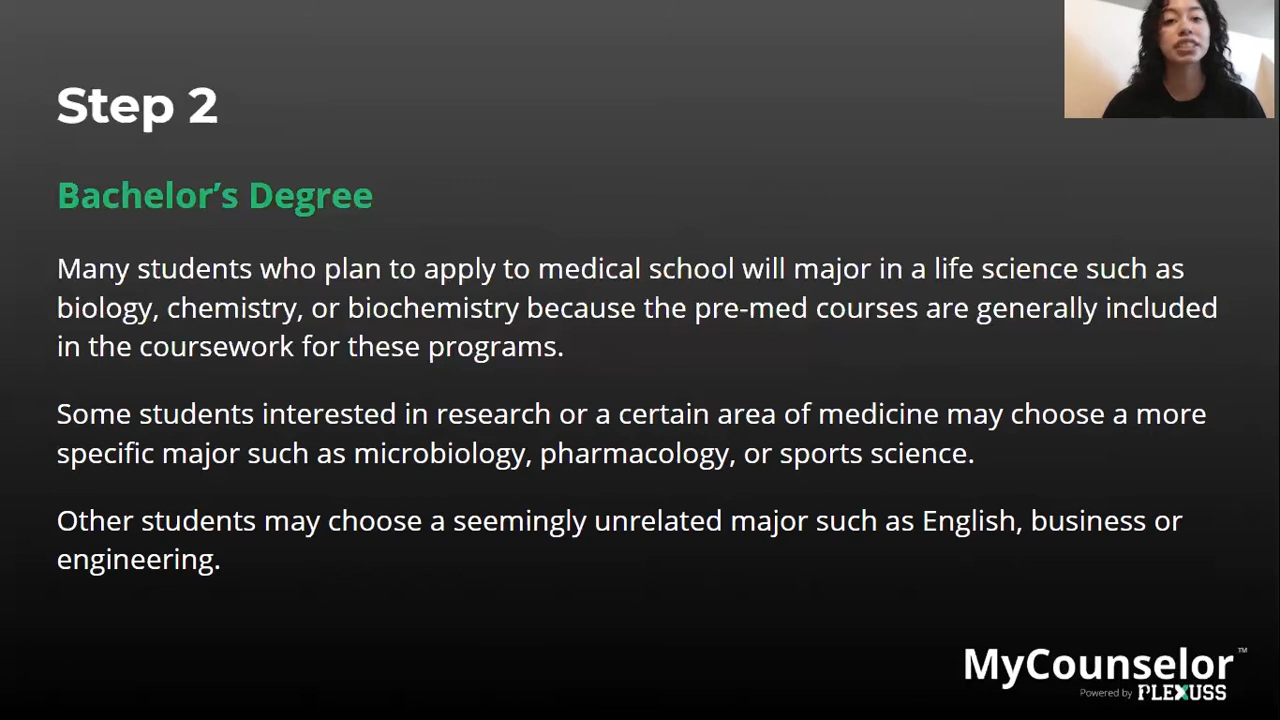 Step 2
Bachelor’s Degree
Many students who plan to apply to medical school will major in a life science such as
biology, chemistry, or biochemistry because the pre-med courses are generally included
in the coursework for these programs.
Some students interested in research or a certain area of medicine may choose a more
specific major such as microbiology, pharmacology, or sports science.
Other students may choose a seemingly unrelated major such as English, business or
engineering.
MyCounselor™
Powered by PLEXUSS